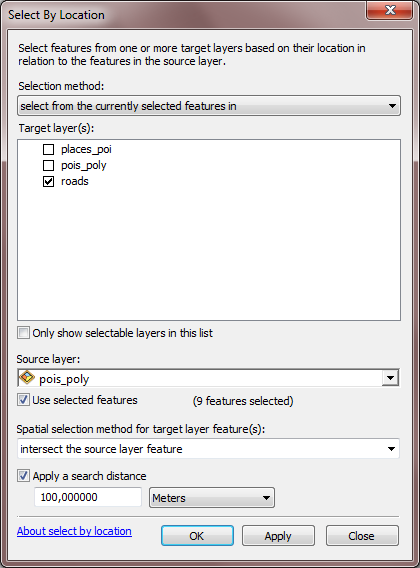 Select By Location
Select features from one or more target layers based on their location in
relation to the features in the source layer.
Selection method:
select from the currently selected features in
Target layer(s):
places_poi
pois_poly
roads
Only show selectable layers in this list
Source layer:
pois_poly
Use selected features (9 features selected)
Spatial selection method for target layer feature(s):
intersect the source layer feature
Apply a search distance
100,000000 Meters
About select by location OK Apply Close